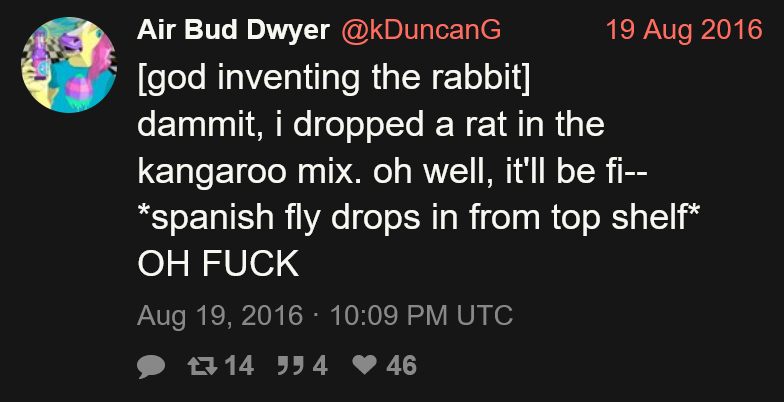 Air Bud Dwyer @kDuncanG 19 Aug 2016
[god inventing the rabbit]
dammit, i dropped a rat in the
kangaroo mix. oh well, it'll be fi--
*spanish fly drops in from top shelf*
OH FUCK
Aug 19, 2016 · 10:09 PM UTC
14 4 46